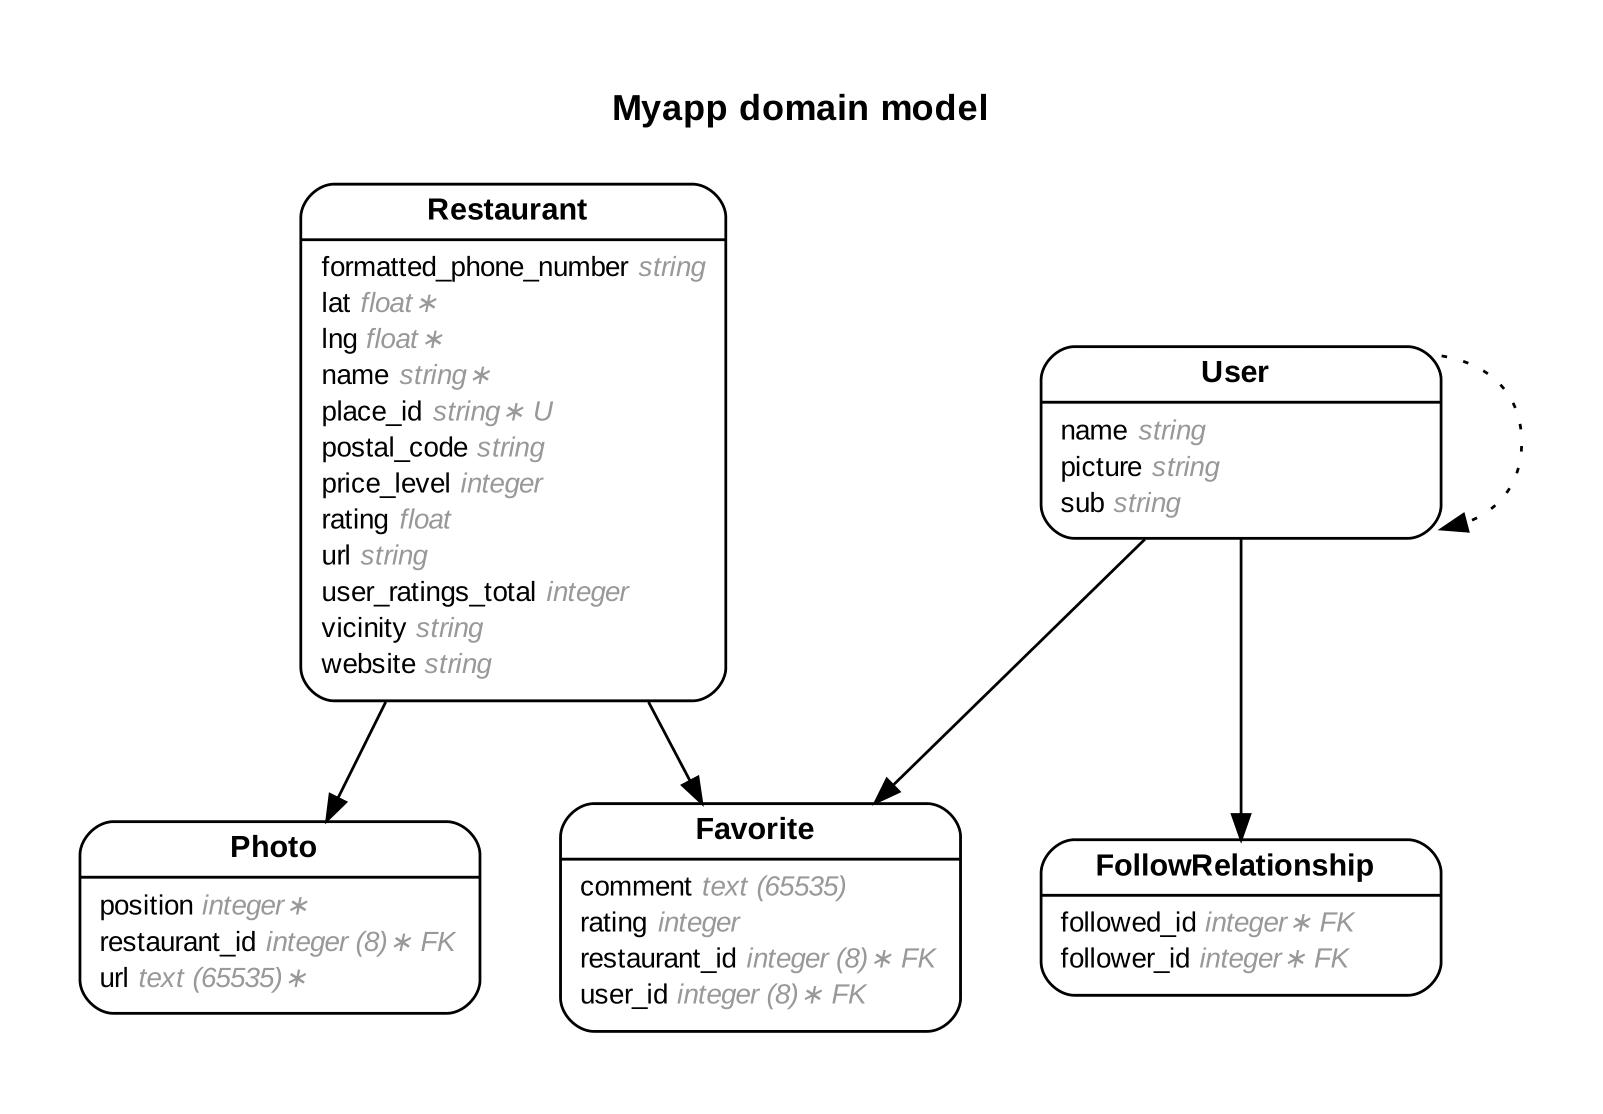 Myapp domain model
Restaurant
formatted_phone_number string
lat float ∗
lng float ∗
name string ∗
place_id string ∗ U
postal_code string
price_level integer
rating float
url string
user_ratings_total integer
vicinity string
website string
User
name string
picture string
sub string
Photo
position integer ∗
restaurant_id integer (8) ∗ FK
url text (65535) ∗
Favorite
comment text (65535)
rating integer
restaurant_id integer (8) ∗ FK
user_id integer (8) ∗ FK
FollowRelationship
followed_id integer ∗ FK
follower_id integer ∗ FK